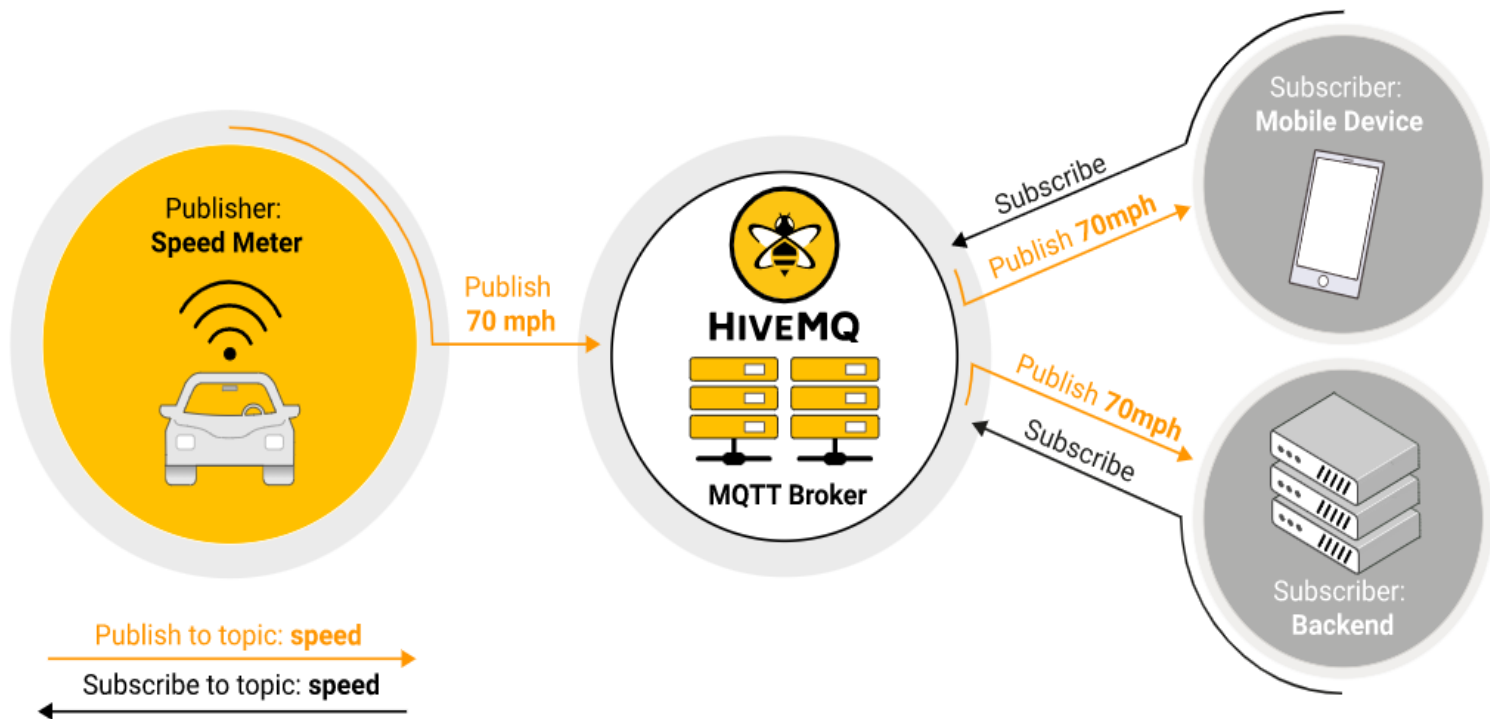 Publisher:
Speed Meter
Publish
70 mph
HIVEMQ
MQTT Broker
Subscribe
Publish 70mph
Subscriber:
Mobile Device
Publish 70mph
Subscribe
Subscriber:
Backend
Publish to topic: speed
Subscribe to topic: speed